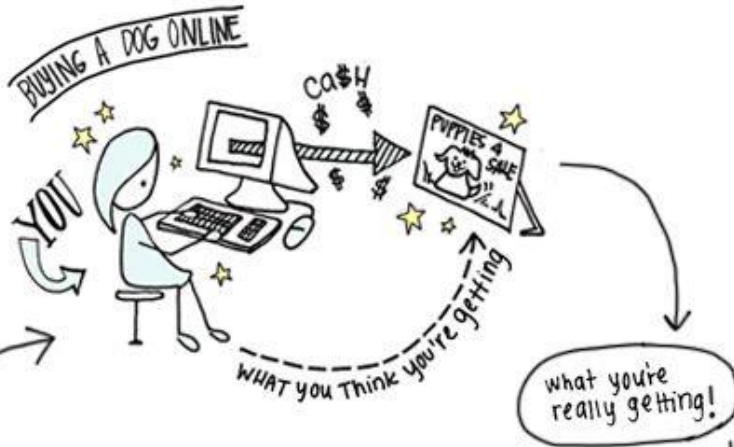 BUYING A DOG ONLINE
YOU
CA$H
$
$
$
$
PUPPIES 4
SALE
WHAT YOU THINK YOU'RE getting
what you're
really getting!